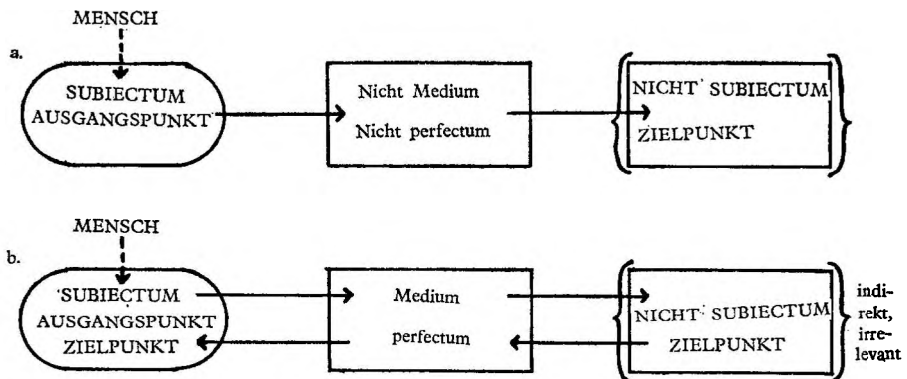 MENSCH
a.
SUBIECTUM
AUSGANGSPUNKT
Nicht Medium
Nicht perfectum
NICHT SUBIECTUM
ZIELPUNKT
MENSCH
b.
SUBIECTUM
AUSGANGSPUNKT
ZIELPUNKT
Medium
perfectum
NICHT SUBIECTUM
ZIELPUNKT
indi-
rekt,
irre-
levant